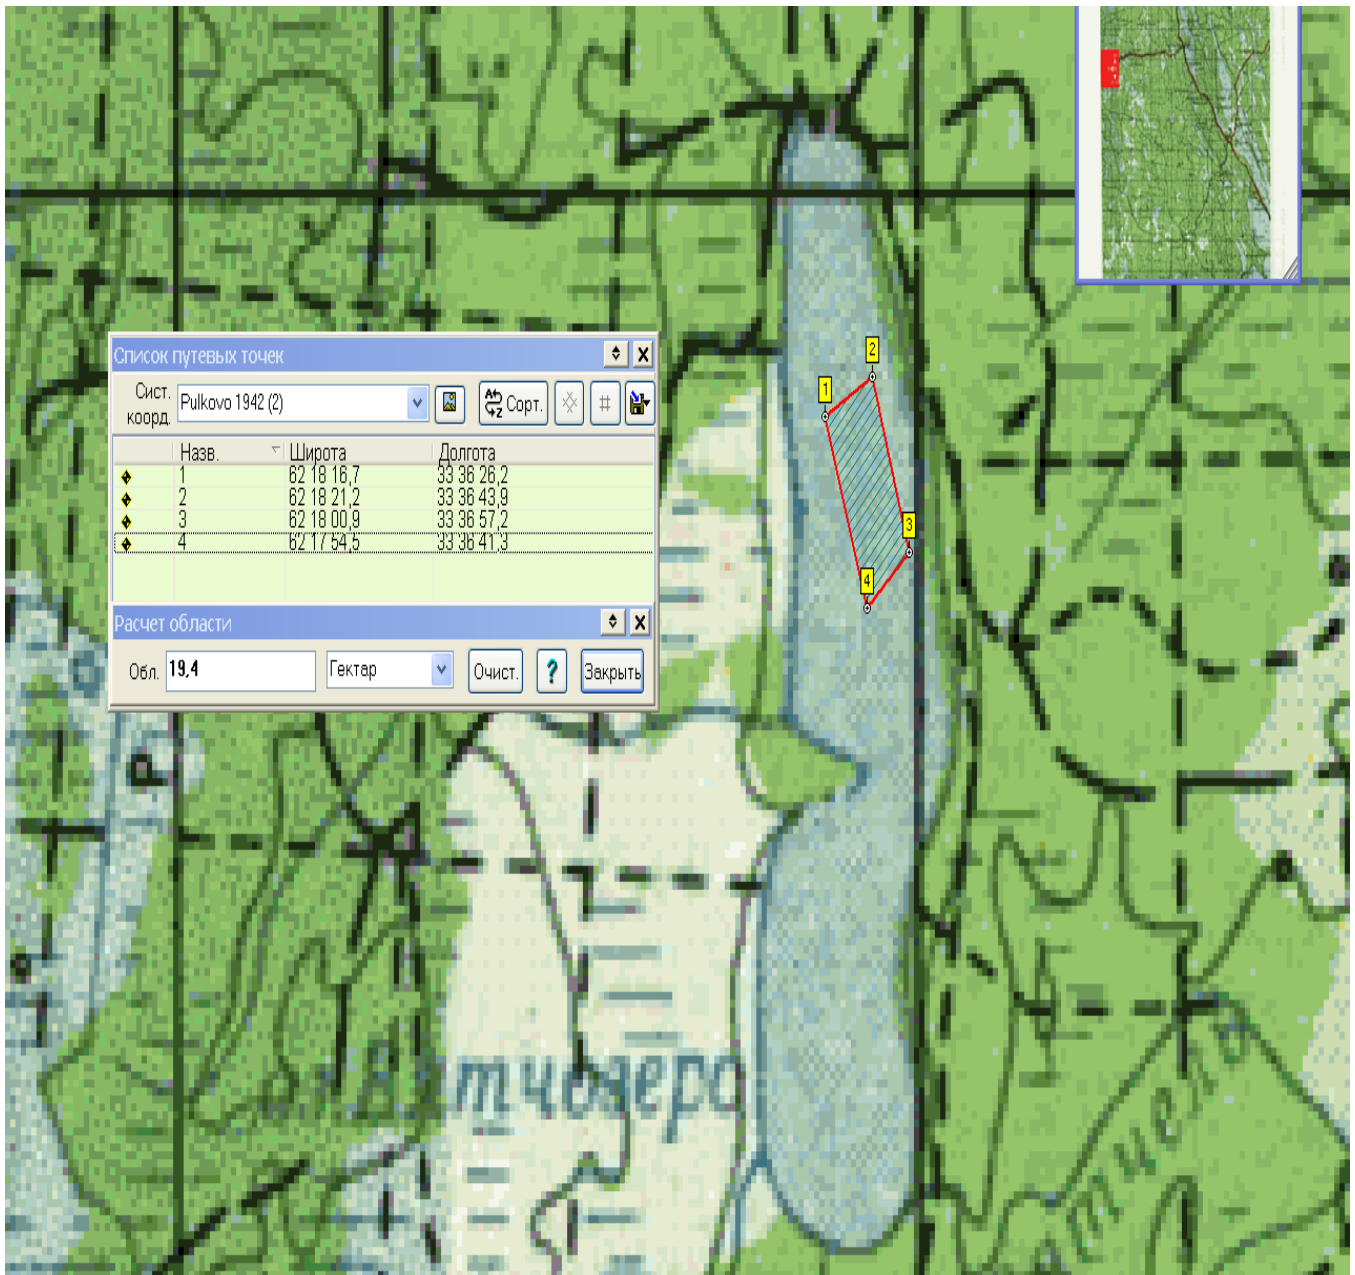 2
1
Список путевых точек
Сист. коорд. Pulkovo 1942 (2) Сорт.
Назв. Широта Долгота
1 62 18 16,7 33 36 26,2
2 62 18 21,2 33 36 43,9
3 62 18 00,9 33 36 57,2
4 62 17 54,5 33 36 41,3
3
4
Расчет области
Обл. 19,4 Гектар Очист. ? Закрыть
Р
тчозеро